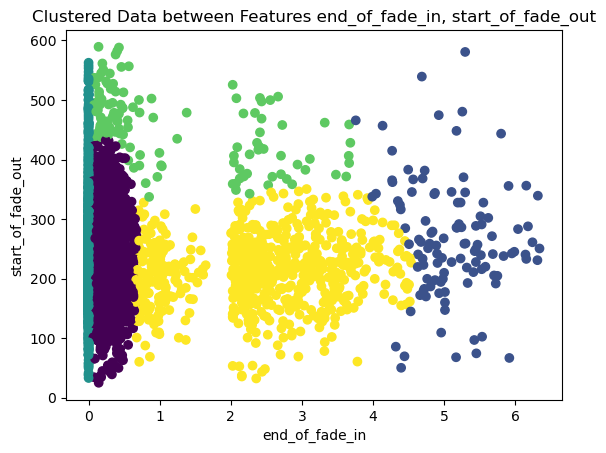 Clustered Data between Features end_of_fade_in, start_of_fade_out
600
500
400
300
200
100
0
start_of_fade_out
0 1 2 3 4 5 6
end_of_fade_in